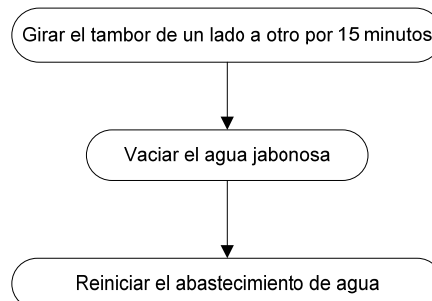 Girar el tambor de un lado a otro por 15 minutos
Vaciar el agua jabonosa
Reiniciar el abastecimiento de agua